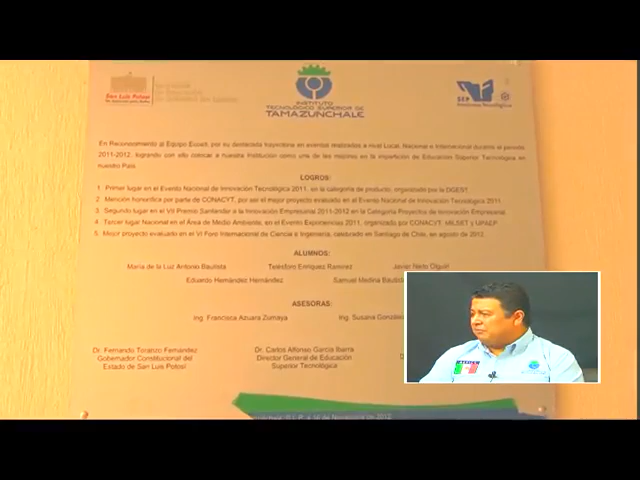 San Luis Potosí
INSTITUTO
TECNOLÓGICO SUPERIOR DE
TAMAZUNCHALE
SEP
En Reconocimiento al Equipo por su destacada trayectoria en eventos realizados a nivel Local, Nacional e Internacional durante el periodo
2011-2012, logrando con ello colocar a nuestra Institución como una de las mejores en la impartición de Educación Superior Tecnológica en
nuestro País.
LOGROS:
1. Primer lugar en el Evento Nacional de Innovación Tecnológica 2011, en la categoría de producto, organizado por la DGEST.
2. Mención honorífica por parte de CONACYT, por ser el mejor proyecto evaluado en el Evento Nacional de Innovación Tecnológica 2011.
3. Segundo lugar en el VII Premio Santander a la Innovación Empresarial 2011-2012 en la Categoría Proyectos de Innovación Empresarial.
4. Tercer lugar Nacional en el Área de Medio Ambiente, en el Evento Exporciencias 2011, organizado por CONACYT, MILSET y UPAEP.
5. Mejor proyecto evaluado en el VI Foro Internacional de Ciencia e Ingeniería, celebrado en Santiago de Chile, en agosto de 2012.
ALUMNOS:
María de la Luz Antonio Bautista Telésforo Enríquez Ramírez Javier Nieto Olguín
Eduardo Hernández Hernández Samuel Medina Bautista
ASESORAS:
Ing. Francisca Azuara Zumaya Ing. Susana González
Dr. Fernando Toranzo Fernández Dr. Carlos Alfonso García Ibarra
Gobernador Constitucional del Director General de Educación
Estado de San Luis Potosí Superior Tecnológica